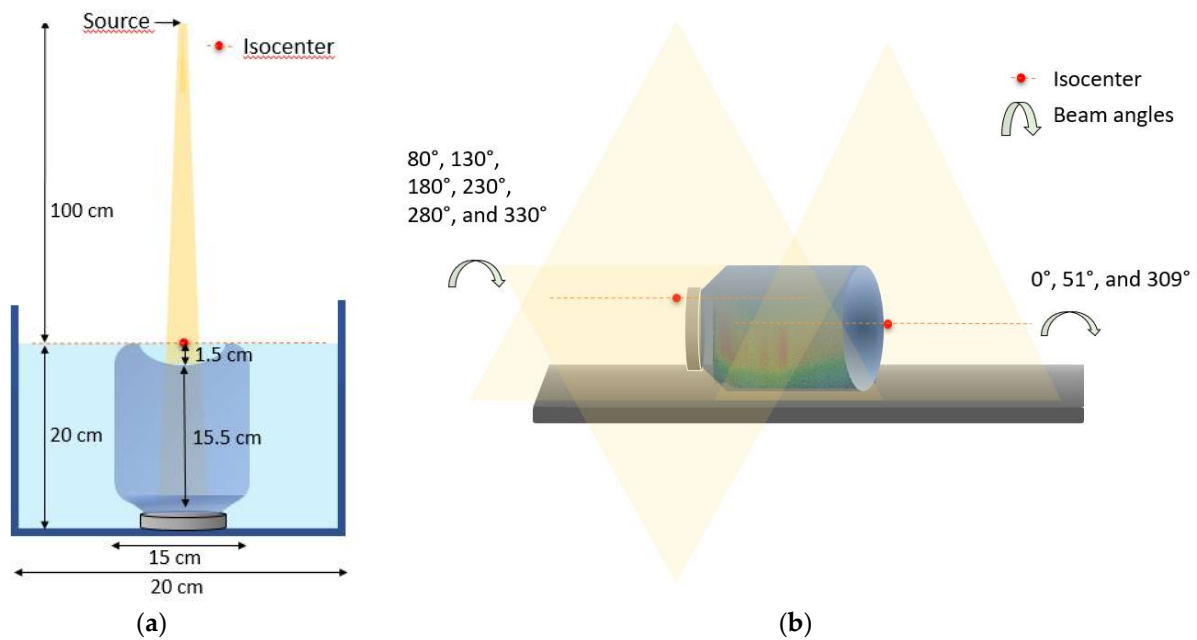 Source
Isocenter
100 cm
1.5 cm
20 cm
15.5 cm
15 cm
20 cm
(a)
Isocenter
Beam angles
80°, 130°,
180°, 230°,
280°, and 330°
0°, 51°, and 309°
(b)